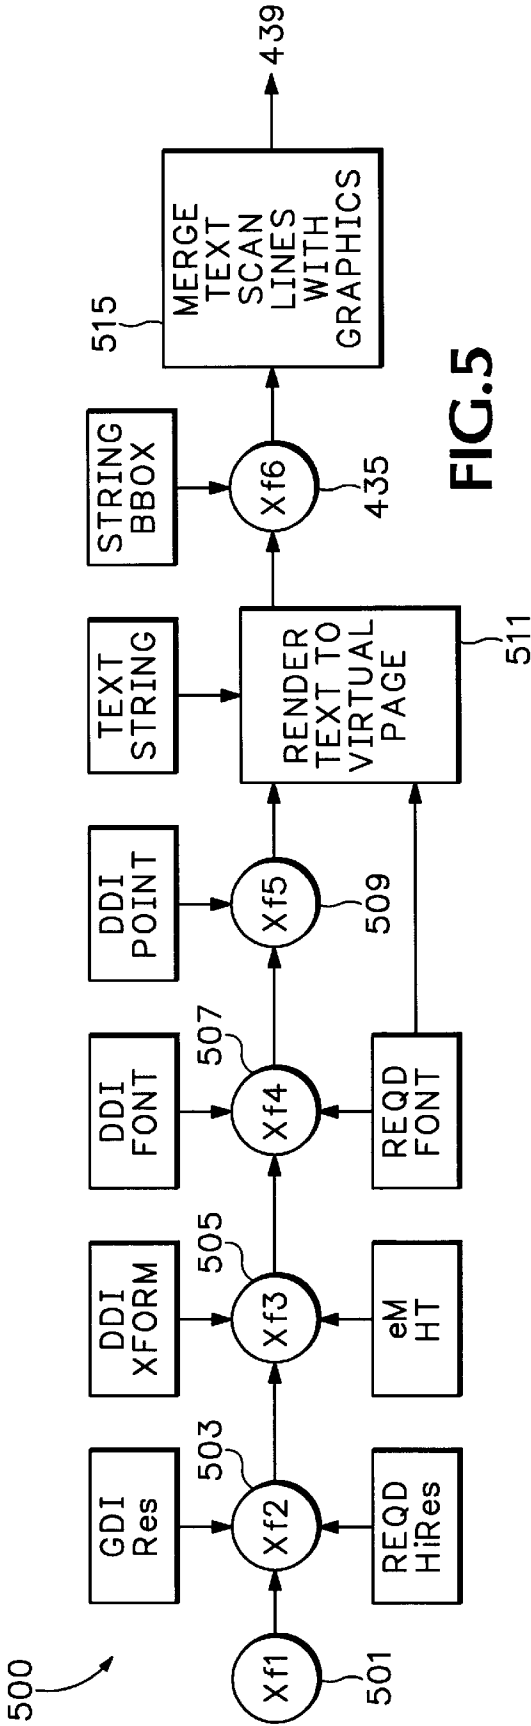 500
GDI
Res
DDI
XFORM
DDI
FONT
DDI
POINT
TEXT
STRING
STRING
BBOX
503
505
507
515
Xf1
Xf2
Xf3
Xf4
Xf5
RENDER
TEXT TO
VIRTUAL
PAGE
Xf6
MERGE
TEXT
SCAN
LINES
WITH
GRAPHICS
439
501
509
435
REQD
HiRes
eM
HT
REQD
FONT
511
FIG.5